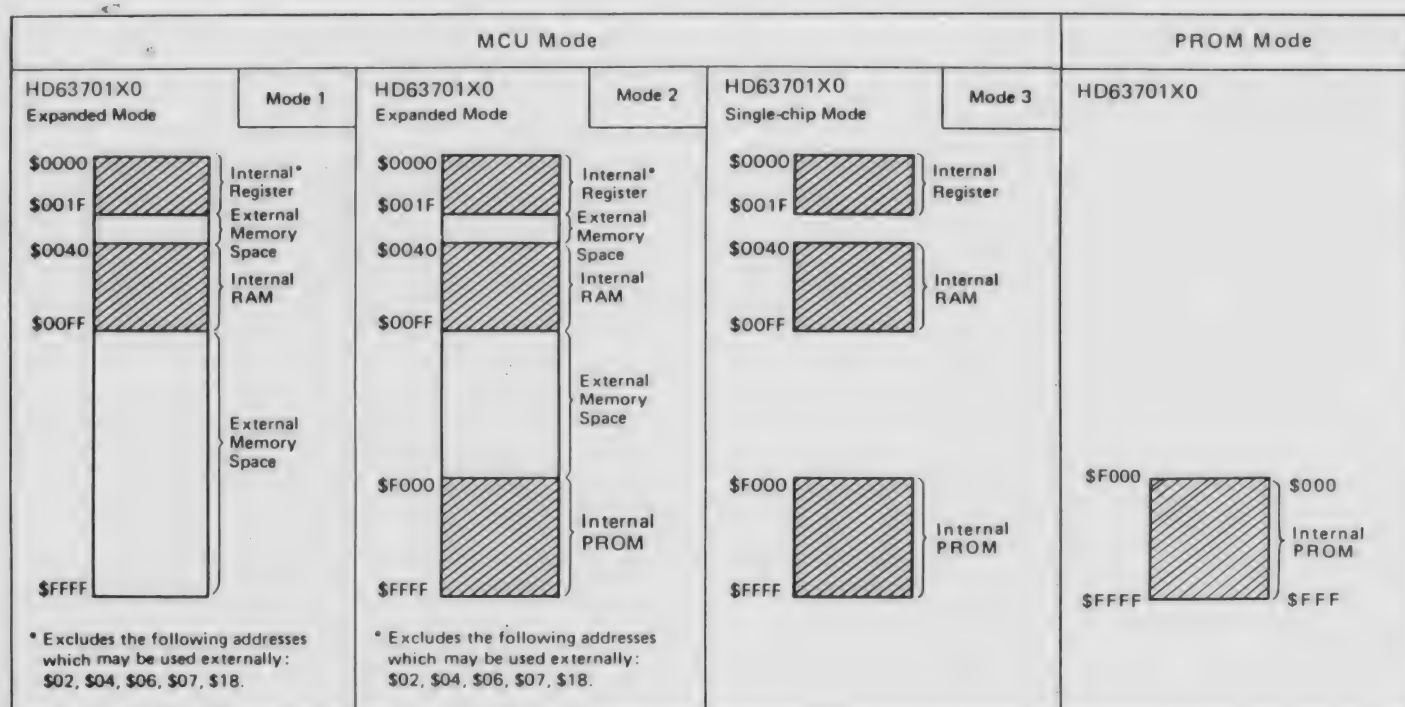 MCU Mode
PROM Mode
HD63701X0
Expanded Mode
Mode 1
$0000
$001F
$0040
$00FF
$FFFF
Internal*
Register
External
Memory
Space
Internal
RAM
External
Memory
Space
* Excludes the following addresses
which may be used externally:
$02, $04, $06, $07, $18.
HD63701X0
Expanded Mode
Mode 2
$0000
$001F
$0040
$00FF
$F000
$FFFF
Internal*
Register
External
Memory
Space
Internal
RAM
External
Memory
Space
Internal
PROM
* Excludes the following addresses
which may be used externally:
$02, $04, $06, $07, $18.
HD63701X0
Single-chip Mode
Mode 3
$0000
$001F
$0040
$00FF
$F000
$FFFF
Internal
Register
Internal
RAM
Internal
PROM
HD63701X0
$F000
$FFFF
$000
Internal
PROM
$FFF